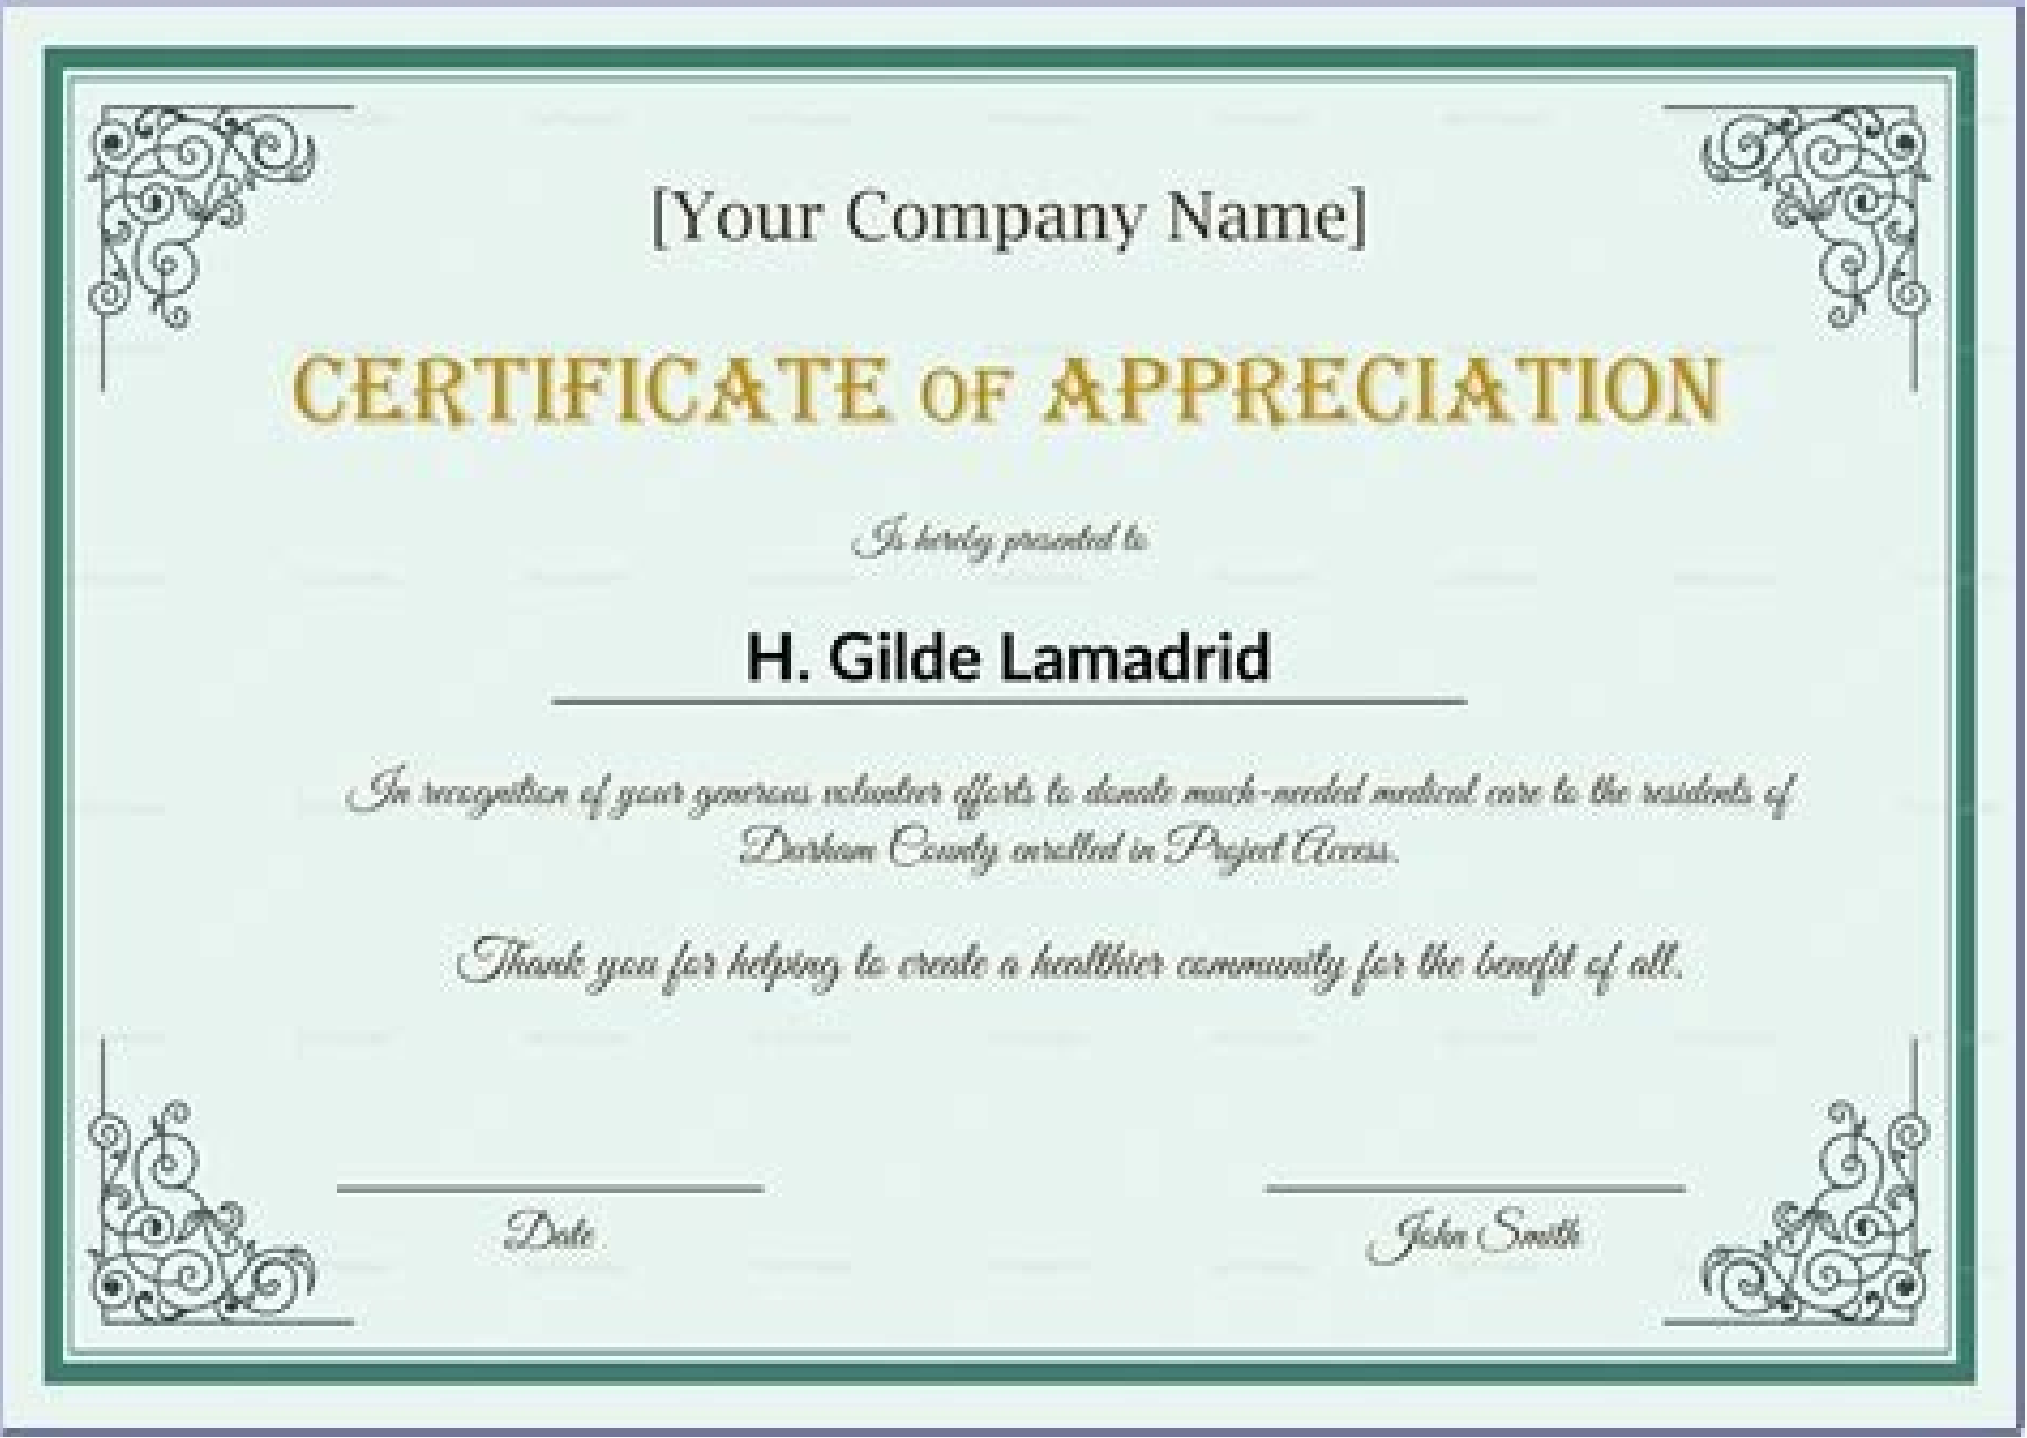 [Your Company Name]
CERTIFICATE OF APPRECIATION
Is hereby presented to
H. Gilde Lamadrid
In recognition of your generous volunteer efforts to donate much-needed medical care to the residents of
Durham County enrolled in Project Access.
Thank you for helping to create a healthier community for the benefit of all.
Date
John Smith